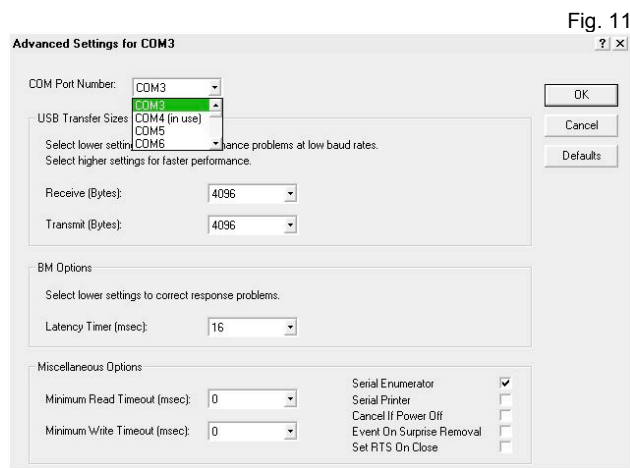 Fig. 11
Advanced Settings for COM3
? ×
COM Port Number:
COM3
COM3
COM4 (in use)
COM5
COM6
OK
Cancel
Defaults
USB Transfer Sizes
Select lower settin
ance problems at low baud rates.
Select higher settings for faster performance.
Receive (Bytes):
4096
Transmit (Bytes):
4096
BM Options
Select lower settings to correct response problems.
Latency Timer (msec):
16
Miscellaneous Options
Minimum Read Timeout (msec):
0
Minimum Write Timeout (msec):
0
Serial Enumerator
Serial Printer
Cancel If Power Off
Event On Surprise Removal
Set RTS On Close